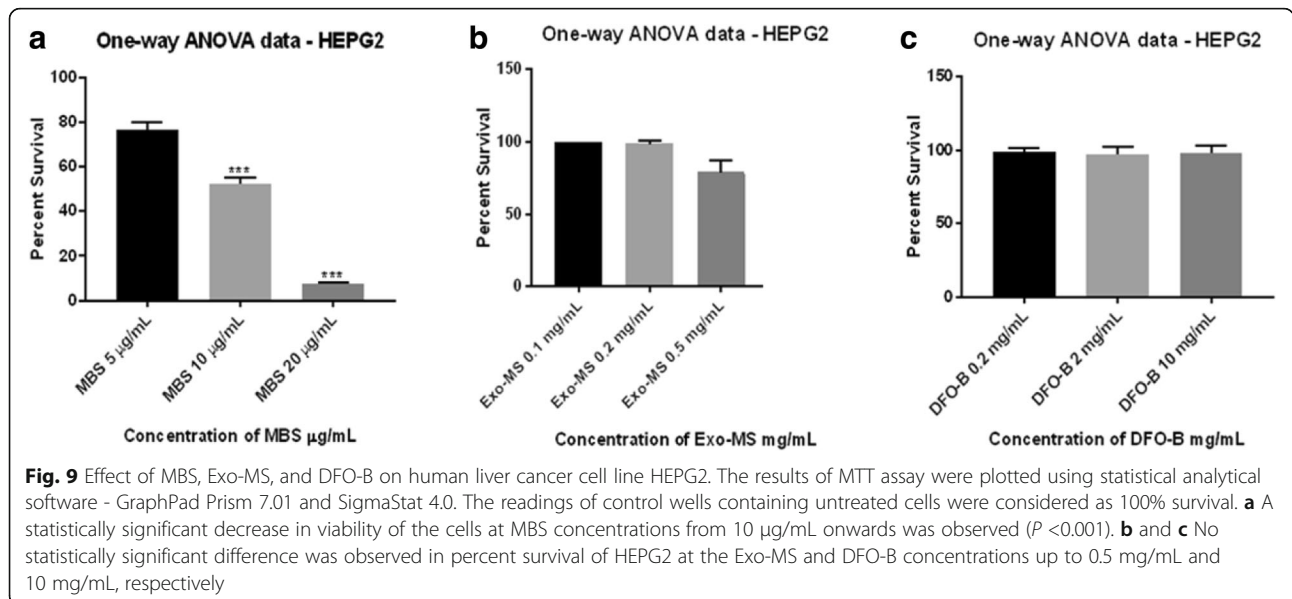 a
One-way ANOVA data - HEPG2
100
80
60
40
20
0
Percent Survival
***
***
MBS 5 µg/mL
MBS 10 µg/mL
MBS 20 µg/mL
Concentration of MBS µg/mL
b
One-way ANOVA data - HEPG2
150
100
50
0
Percent Survival
Exo-MS 0.1 mg/mL
Exo-MS 0.2 mg/mL
Exo-MS 0.5 mg/mL
Concentration of Exo-MS mg/mL
c
One-way ANOVA data - HEPG2
150
100
50
0
Percent Survival
DFO-B 0.2 mg/mL
DFO-B 2 mg/mL
DFO-B 10 mg/mL
Concentration of DFO-B mg/mL
Fig. 9 Effect of MBS, Exo-MS, and DFO-B on human liver cancer cell line HEPG2. The results of MTT assay were plotted using statistical analytical
software - GraphPad Prism 7.01 and SigmaStat 4.0. The readings of control wells containing untreated cells were considered as 100% survival. a A
statistically significant decrease in viability of the cells at MBS concentrations from 10 µg/mL onwards was observed (P <0.001). b and c No
statistically significant difference was observed in percent survival of HEPG2 at the Exo-MS and DFO-B concentrations up to 0.5 mg/mL and
10 mg/mL, respectively